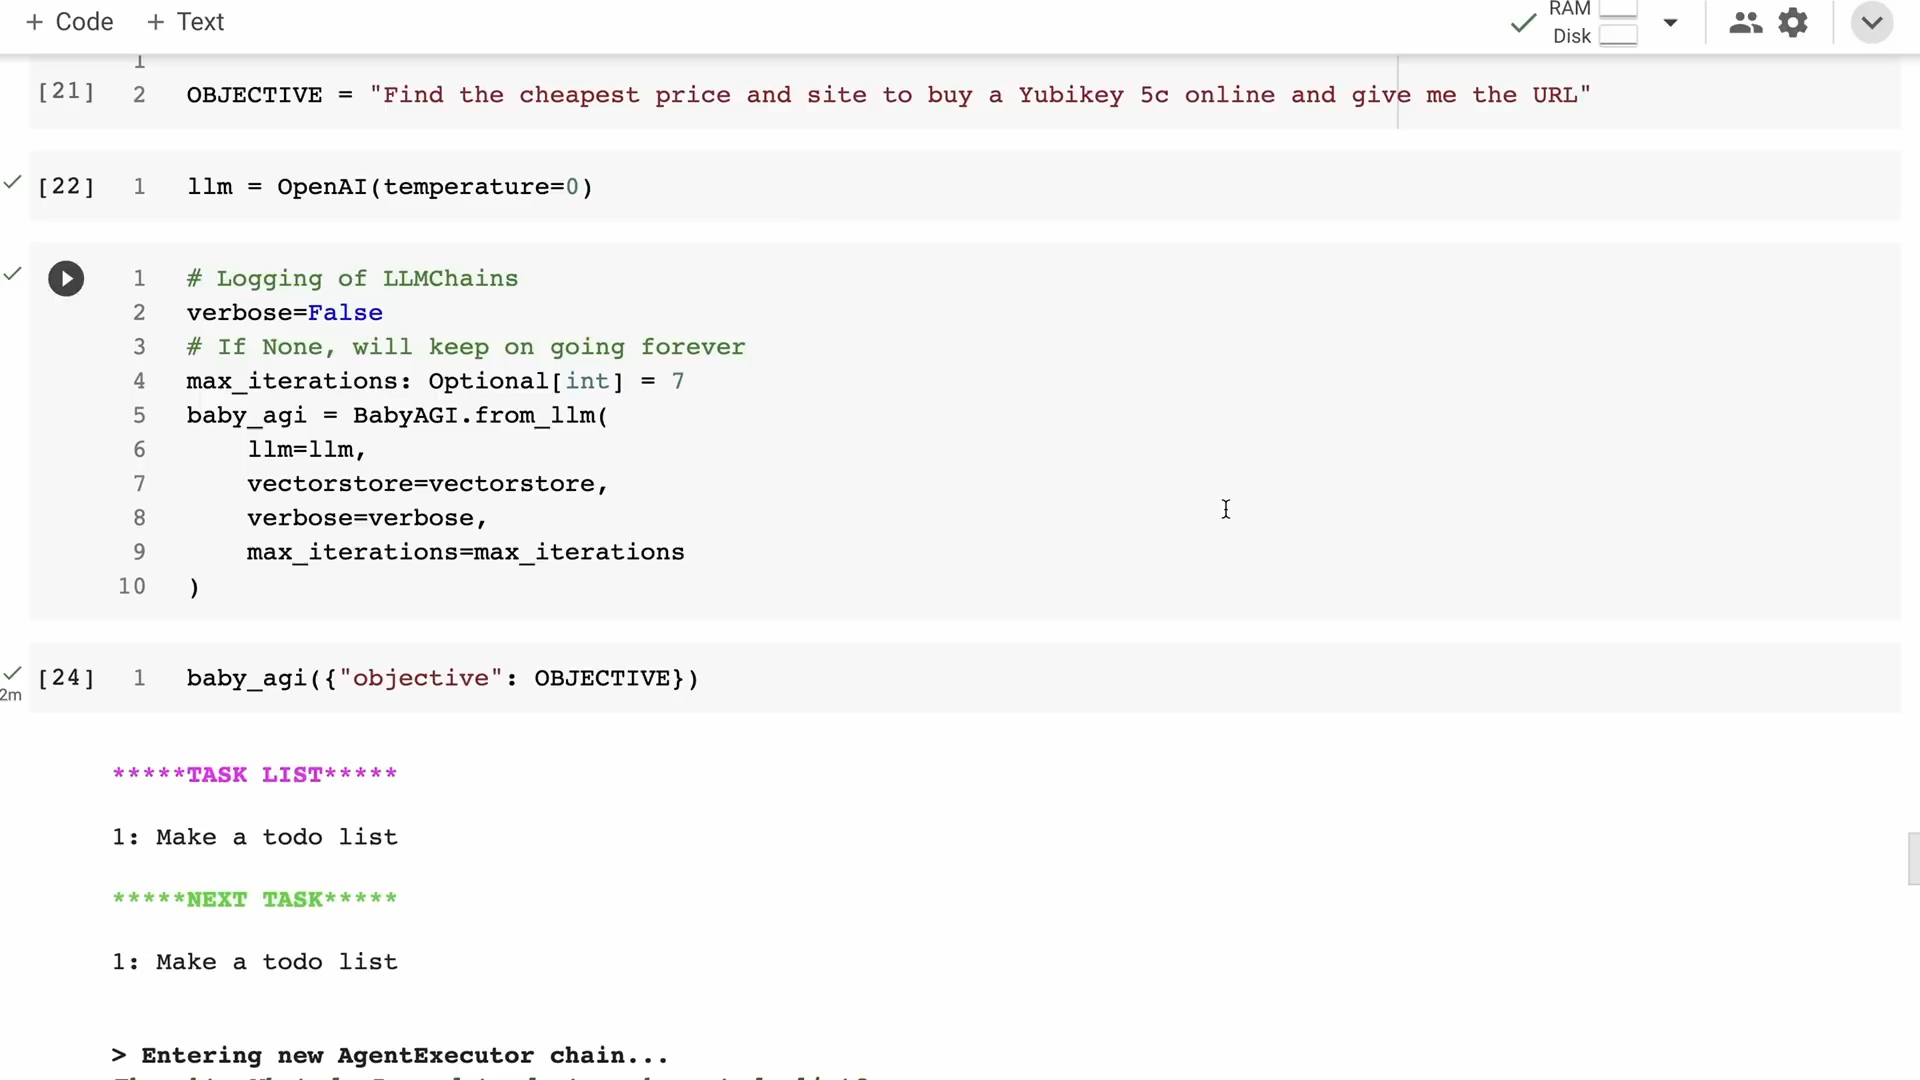 + Code + Text
RAM
Disk
1
[21] 2 OBJECTIVE = "Find the cheapest price and site to buy a Yubikey 5c online and give me the URL"
[22] 1 llm = OpenAI(temperature=0)
1 # Logging of LLMChains
2 verbose=False
3 # If None, will keep on going forever
4 max_iterations: Optional[int] = 7
5 baby_agi = BabyAGI.from_llm(
6 llm=llm,
7 vectorstore=vectorstore,
8 verbose=verbose,
9 max_iterations=max_iterations
10 )
[24] 1 baby_agi({"objective": OBJECTIVE})
2m
*****TASK LIST*****
1: Make a todo list
*****NEXT TASK*****
1: Make a todo list
> Entering new AgentExecutor chain...